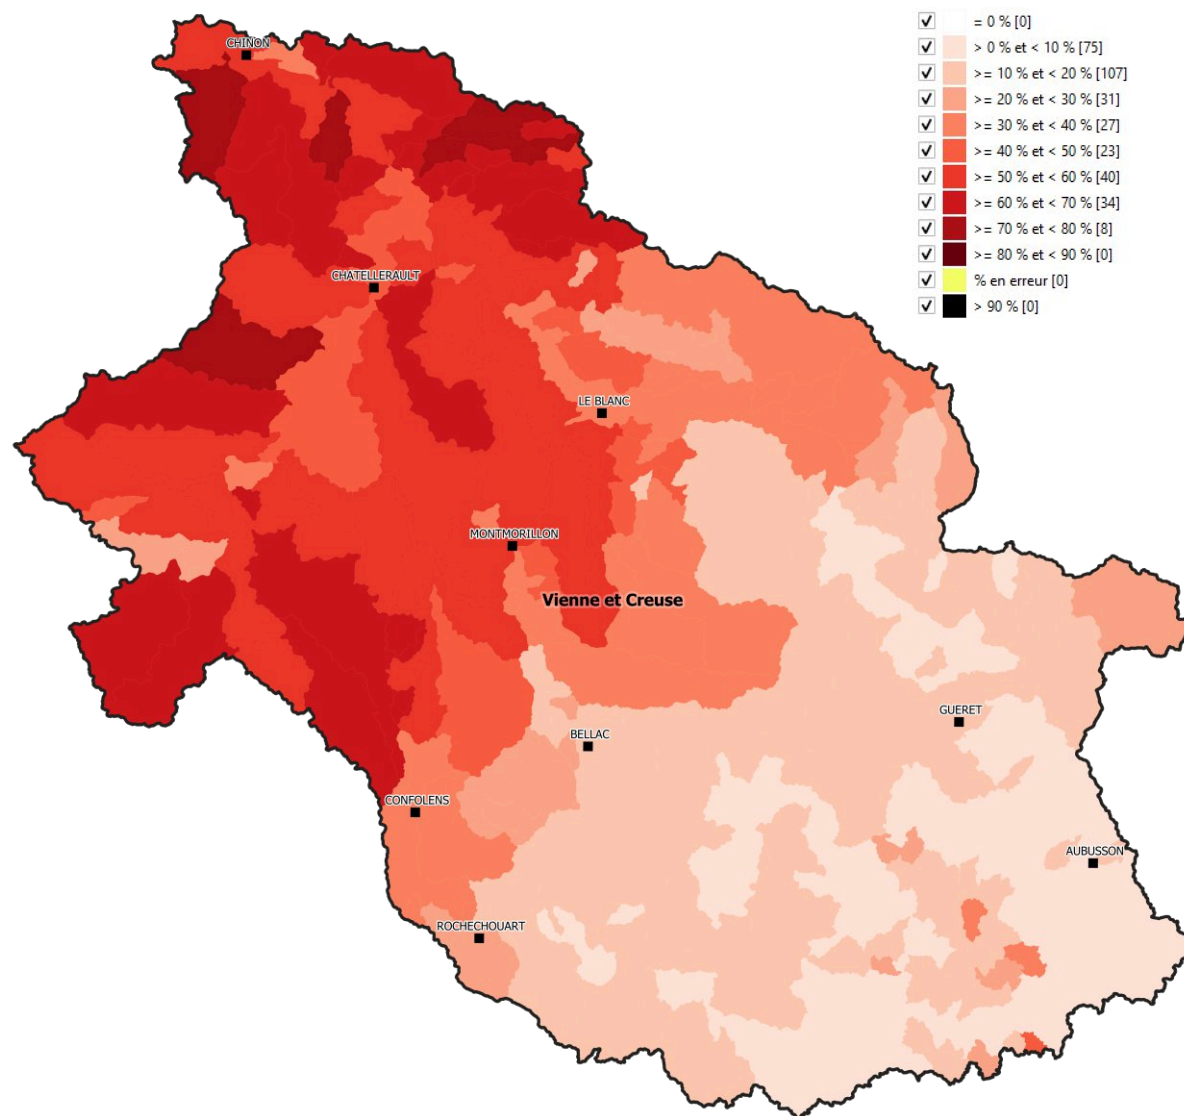 = 0 % [0]
> 0 % et < 10 % [75]
>= 10 % et < 20 % [107]
>= 20 % et < 30 % [31]
>= 30 % et < 40 % [27]
>= 40 % et < 50 % [23]
>= 50 % et < 60 % [40]
>= 60 % et < 70 % [34]
>= 70 % et < 80 % [8]
>= 80 % et < 90 % [0]
% en erreur [0]
> 90 % [0]
CHINON
CHATELLERAULT
LE BLANC
MONTMORILLON
Vienne et Creuse
GUERET
BELLAC
CONFOLENS
AUBUSSON
ROCHECHOUART